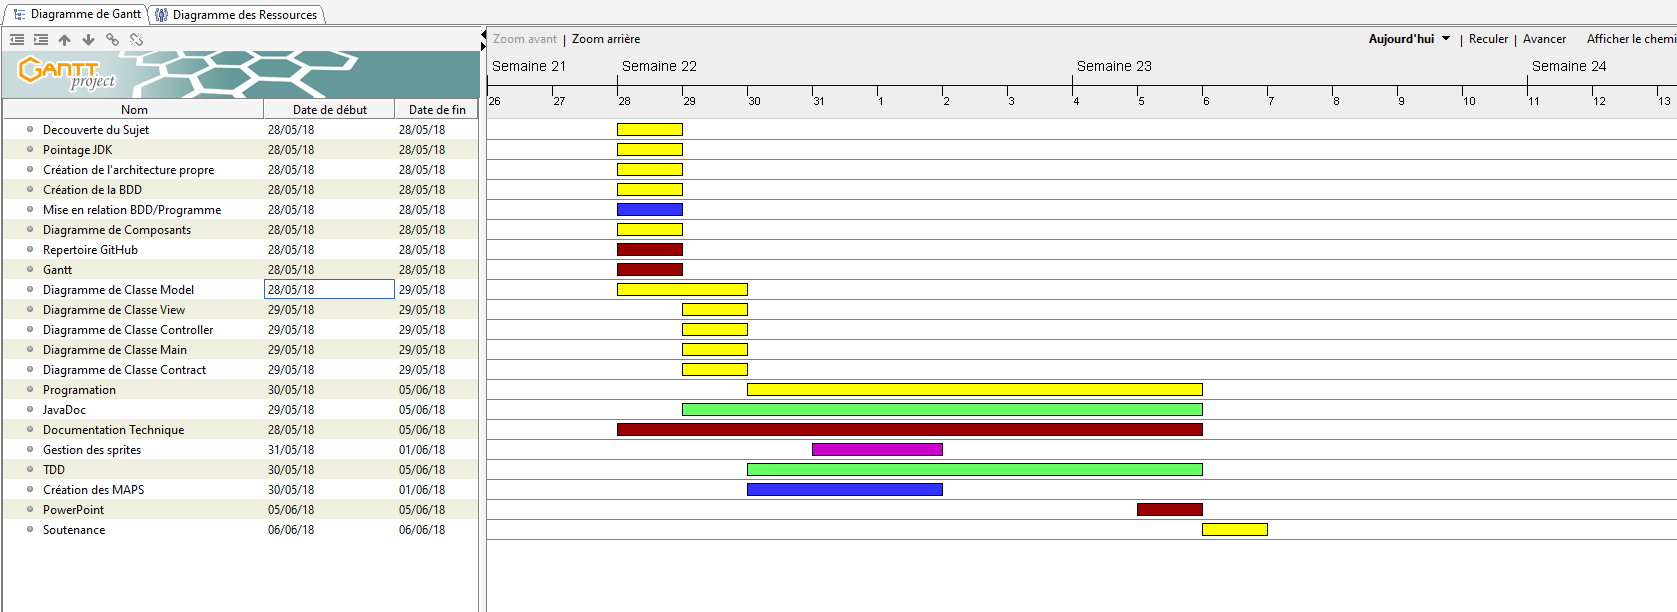 Diagramme de Gantt Diagramme des Ressources
Zoom avant | Zoom arrière Aujourd'hui | Reculer | Avancer Afficher le chemi
GANTT project
Semaine 21 Semaine 22 Semaine 23 Semaine 24
26 27 28 29 30 31 1 2 3 4 5 6 7 8 9 10 11 12 13
Nom Date de début Date de fin
Decouverte du Sujet 28/05/18 28/05/18
Pointage JDK 28/05/18 28/05/18
Création de l'architecture propre 28/05/18 28/05/18
Création de la BDD 28/05/18 28/05/18
Mise en relation BDD/Programme 28/05/18 28/05/18
Diagramme de Composants 28/05/18 28/05/18
Repertoire GitHub 28/05/18 28/05/18
Gantt 28/05/18 28/05/18
Diagramme de Classe Model 28/05/18 29/05/18
Diagramme de Classe View 29/05/18 29/05/18
Diagramme de Classe Controller 29/05/18 29/05/18
Diagramme de Classe Main 29/05/18 29/05/18
Diagramme de Classe Contract 29/05/18 29/05/18
Programation 30/05/18 05/06/18
JavaDoc 29/05/18 05/06/18
Documentation Technique 28/05/18 05/06/18
Gestion des sprites 31/05/18 01/06/18
TDD 30/05/18 05/06/18
Création des MAPS 30/05/18 01/06/18
PowerPoint 05/06/18 05/06/18
Soutenance 06/06/18 06/06/18